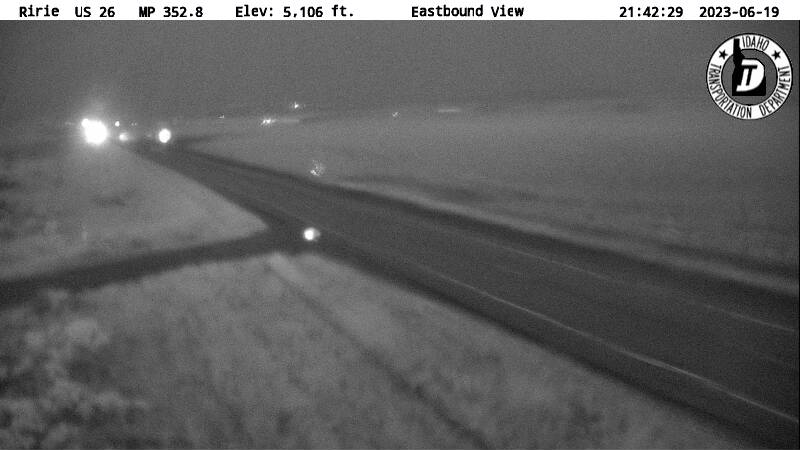 Ririe US 26 MP 352.8 Elev: 5,106 ft. Eastbound View 21:42:29 2023-06-19
IDAHO
TRANSPORTATION DEPARTMENT